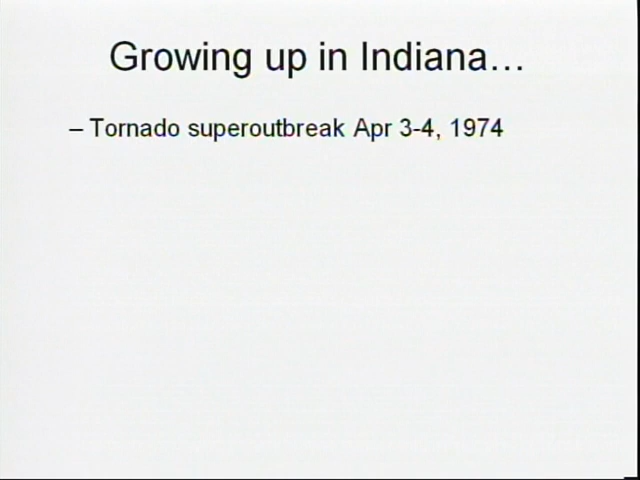 Growing up in Indiana…
– Tornado superoutbreak Apr 3-4, 1974